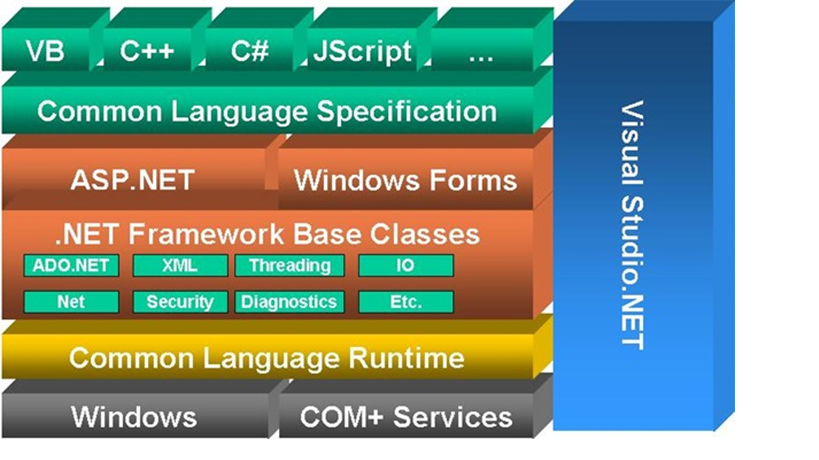 VB C++ C# JScript ...
Common Language Specification
ASP.NET Windows Forms
.NET Framework Base Classes
ADO.NET XML Threading IO
Net Security Diagnostics Etc.
Common Language Runtime
Windows COM+ Services
Visual Studio.NET